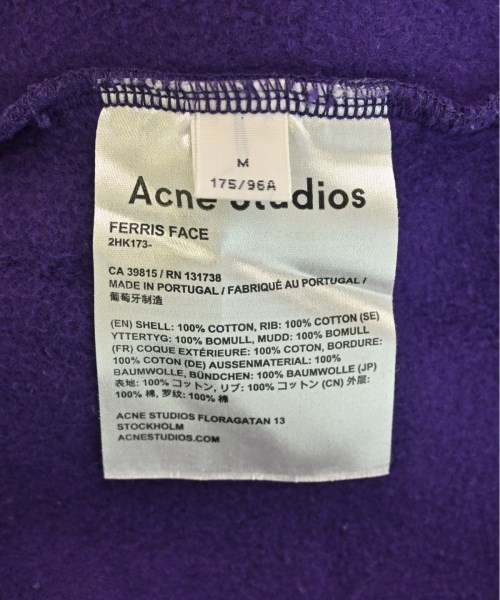 M
175/96A
Acne Studios
FERRIS FACE
2HK173-
CA 39815 / RN 131738
MADE IN PORTUGAL / FABRIQUÉ AU PORTUGAL /
葡萄牙制造
(EN) SHELL: 100% COTTON, RIB: 100% COTTON (SE)
YTTERTYG: 100% BOMULL, MUDD: 100% BOMULL
(FR) COQUE EXTÉRIEURE: 100% COTON, BORDURE:
100% COTON (DE) AUSSENMATERIAL: 100%
BAUMWOLLE, BÜNDCHEN: 100% BAUMWOLLE (JP)
表地: 100% コットン, リブ: 100% コットン (CN) 外层:
100% 棉, 罗纹: 100% 棉
ACNE STUDIOS FLORAGATAN 13
STOCKHOLM
ACNESTUDIOS.COM